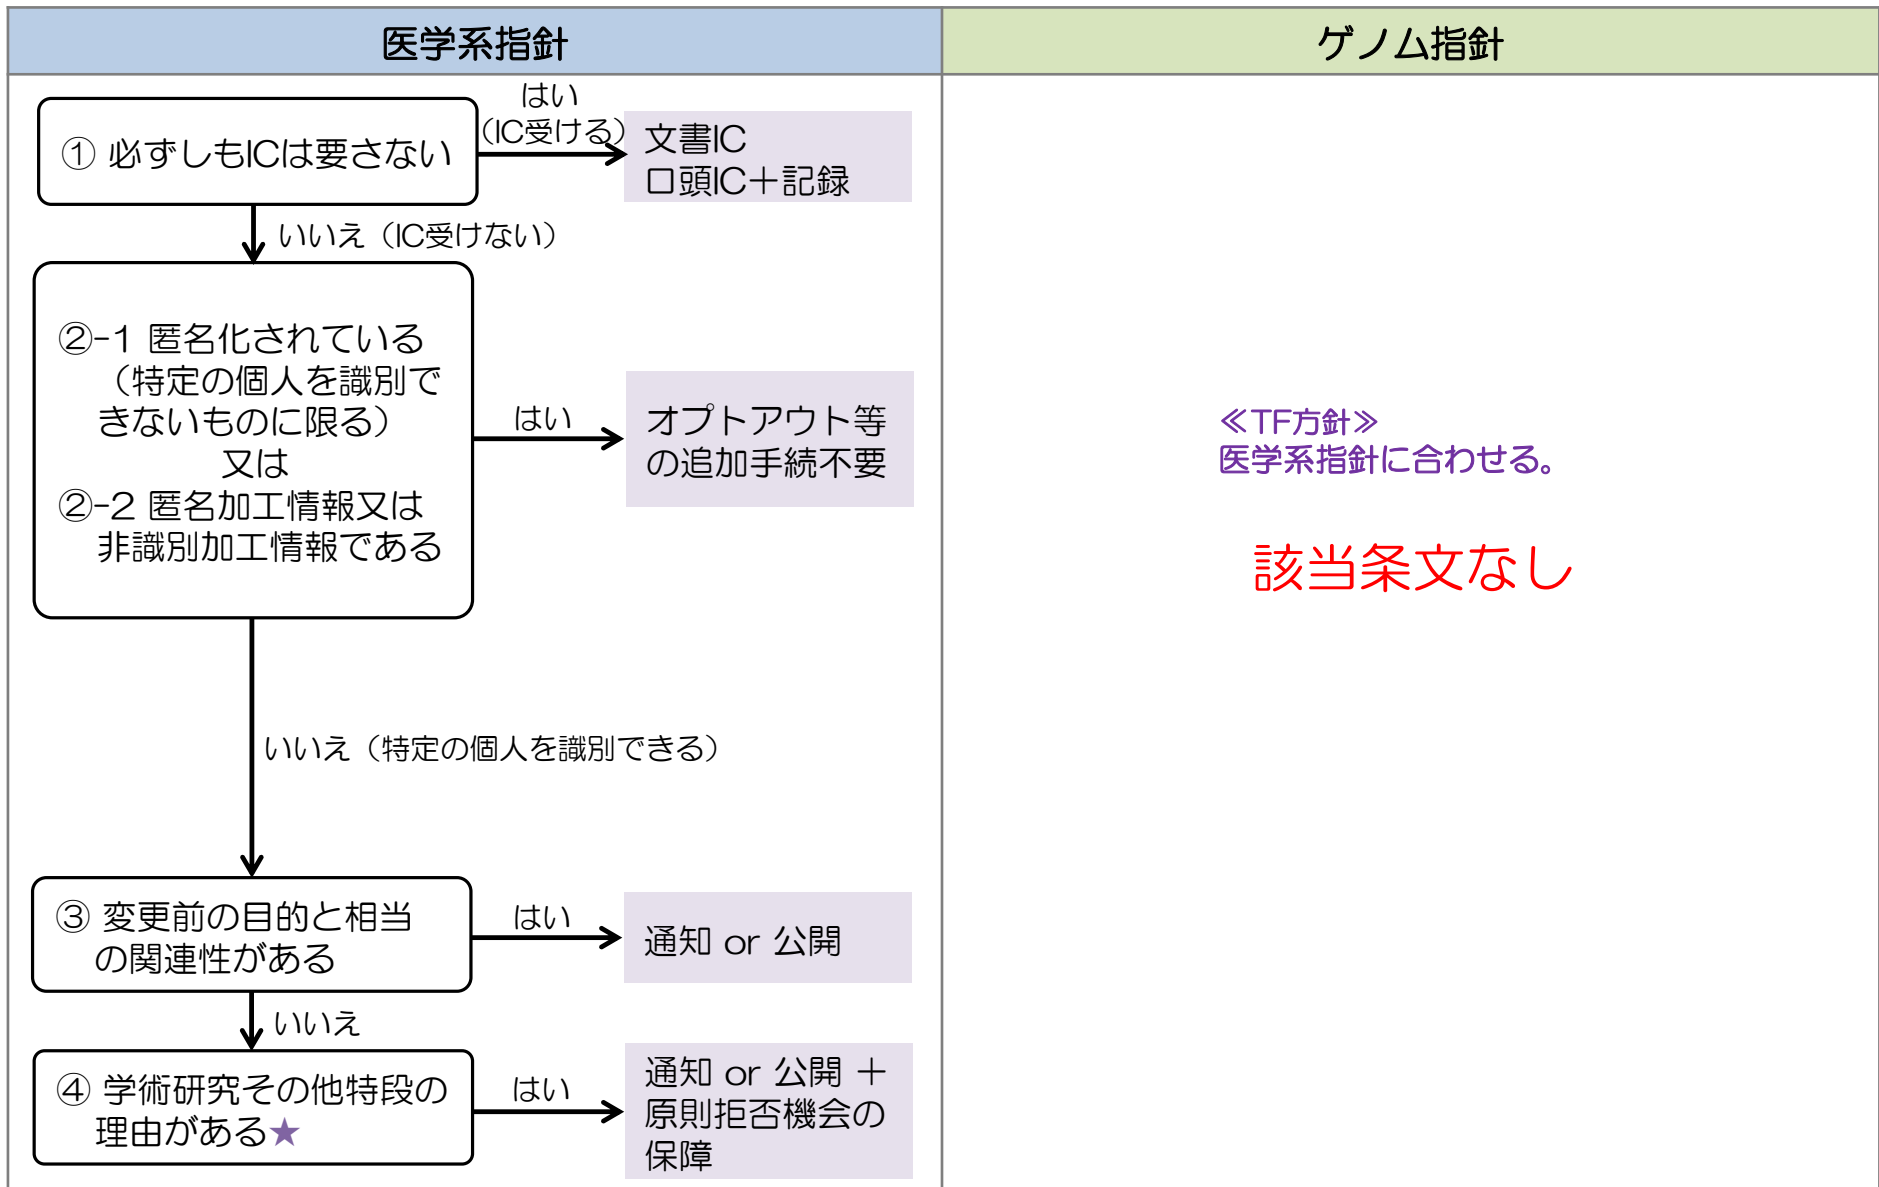 医学系指針
ゲノム指針
① 必ずしもICは要さない
はい
（IC受ける）
文書IC
口頭IC＋記録
いいえ（IC受けない）
②-1 匿名化されている
（特定の個人を識別で
きないものに限る）
又は
②-2 匿名加工情報又は
非識別加工情報である
はい
オプトアウト等
の追加手続不要
いいえ（特定の個人を識別できる）
③ 変更前の目的と相当
の関連性がある
はい
通知 or 公開
いいえ
④ 学術研究その他特段の
理由がある★
はい
通知 or 公開 ＋
原則拒否機会の
保障
≪TF方針≫
医学系指針に合わせる。
該当条文なし